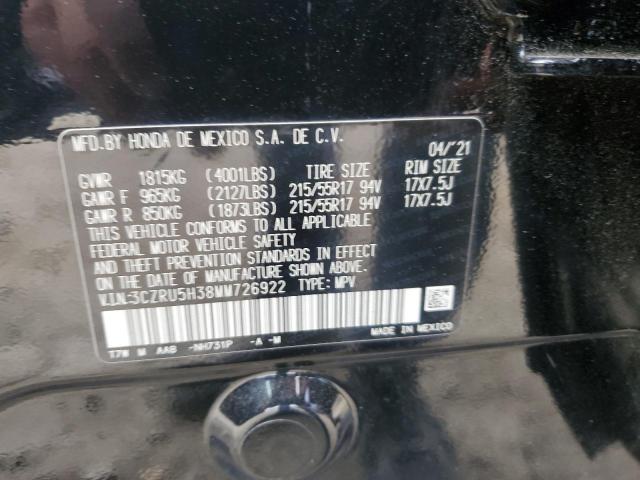 MFD.BY HONDA DE MEXICO S.A. DE C.V.
04/'21
GVWR 1815KG (4001LBS) TIRE SIZE RIM SIZE
GAWR F 965KG (2127LBS) 215/55R17 94V 17X7.5J
GAWR R 850KG (1873LBS) 215/55R17 94V 17X7.5J
THIS VEHICLE CONFORMS TO ALL APPLICABLE
FEDERAL MOTOR VEHICLE SAFETY
AND THEFT PREVENTION STANDARDS IN EFFECT
ON THE DATE OF MANUFACTURE SHOWN ABOVE.
VIN:3CZRU5H38MM726922 TYPE: MPV
T7W M AAB -NH731P -A -M MADE IN MEXICO